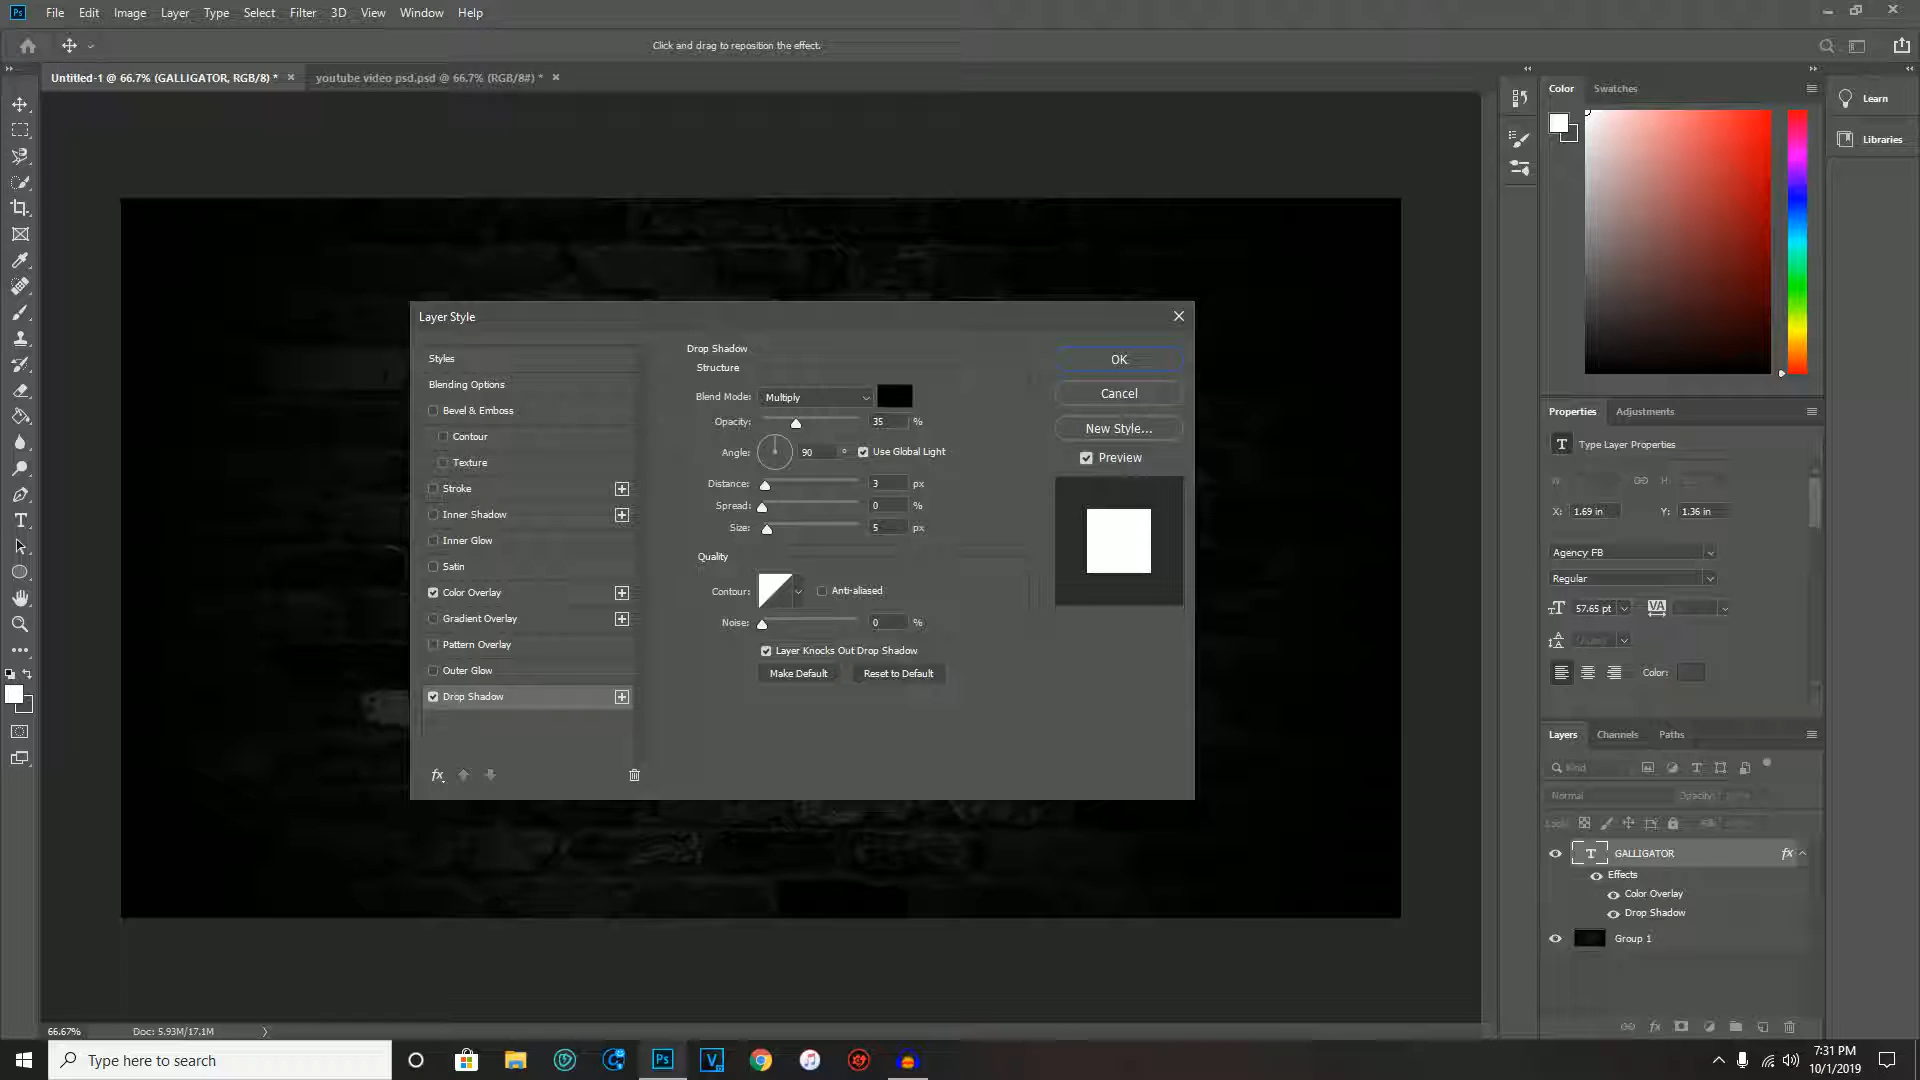 File Edit Image Layer Type Select Filter 3D View Window Help
Click and drag to reposition the effect.
Untitled-1 @ 66.7% (GALLIGATOR, RGB/8) *
youtube video psd.psd @ 66.7% (RGB/8#) *
Layer Style
Styles
Blending Options
Bevel & Emboss
Contour
Texture
Stroke
Inner Shadow
Inner Glow
Satin
Color Overlay
Gradient Overlay
Pattern Overlay
Outer Glow
Drop Shadow
fx
Drop Shadow
Structure
Blend Mode: Multiply
Opacity: 35 %
Angle: 90 ° Use Global Light
Distance: 3 px
Spread: 0 %
Size: 5 px
Quality
Contour: Anti-aliased
Noise: 0 %
Layer Knocks Out Drop Shadow
Make Default Reset to Default
OK
Cancel
New Style...
Preview
Color Swatches
Learn
Libraries
Properties Adjustments
Type Layer Properties
W: H:
X: 1.69 in Y: 1.36 in
Agency FB
Regular
57.65 pt
Color:
Layers Channels Paths
Kind
Normal Opacity:
Lock:
GALLIGATOR fx
Effects
Color Overlay
Drop Shadow
Group 1
66.67% Doc: 5.93M/17.1M
Type here to search
7:31 PM
10/1/2019